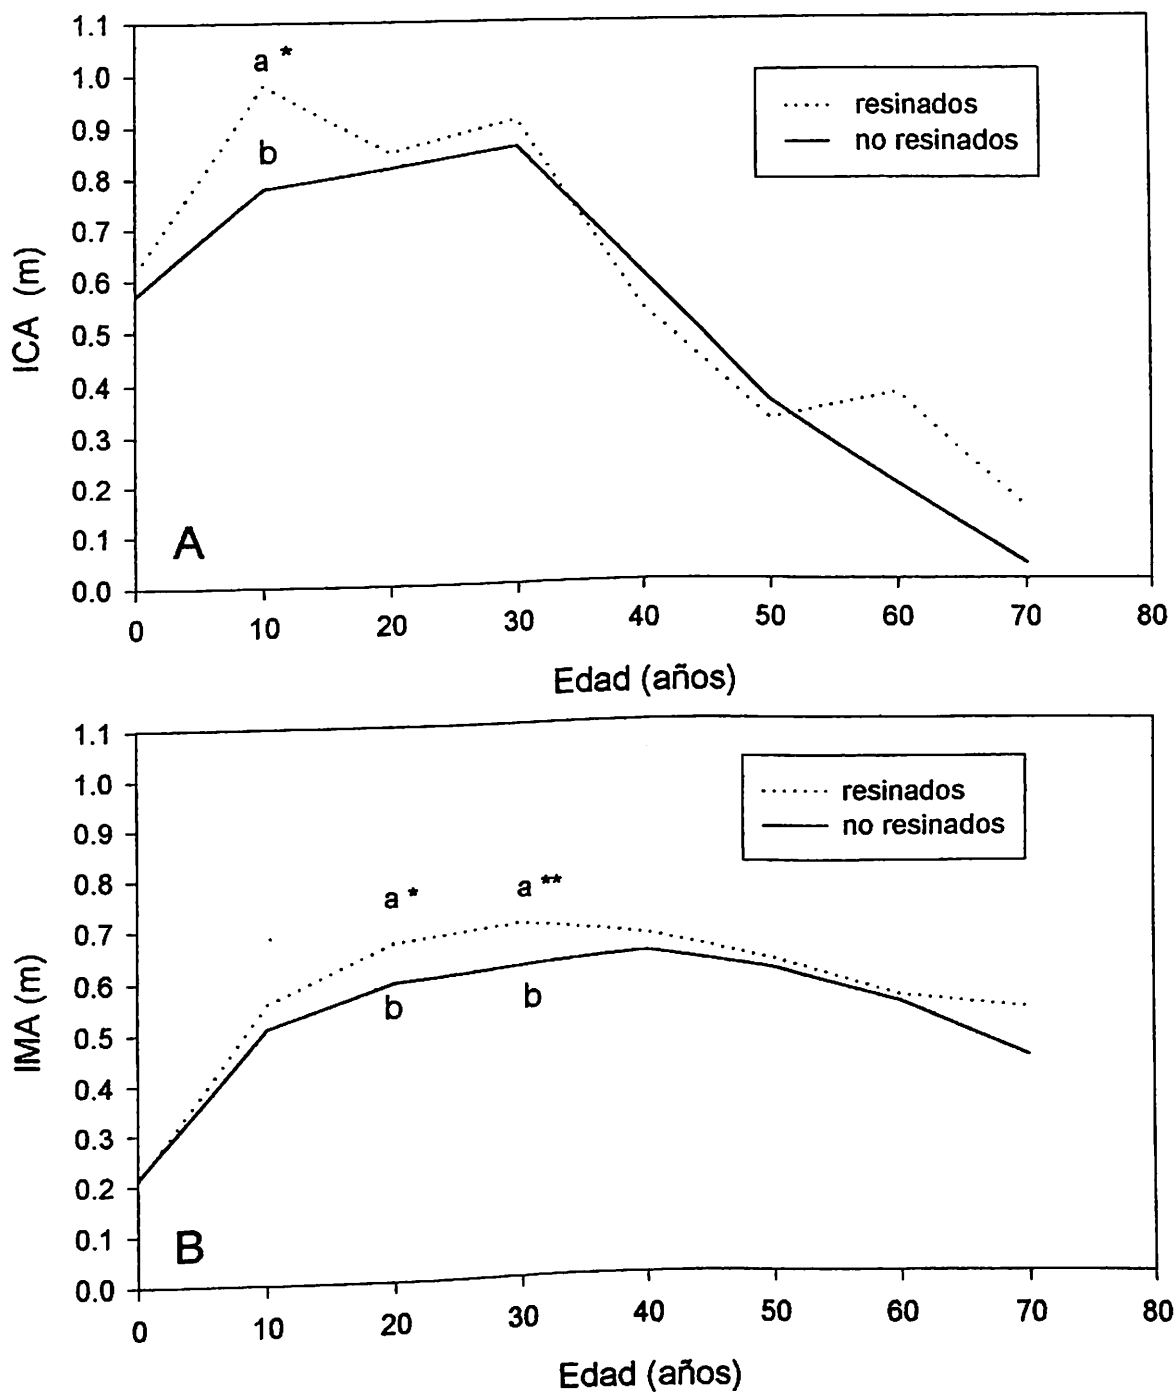 1.1
1.0
0.9
0.8
0.7
0.6
0.5
0.4
0.3
0.2
0.1
0.0
ICA (m)
a *
b
resinados
no resinados
A
0 10 20 30 40 50 60 70 80
Edad (años)
1.1
1.0
0.9
0.8
0.7
0.6
0.5
0.4
0.3
0.2
0.1
0.0
IMA (m)
resinados
no resinados
a * a **
b b
B
0 10 20 30 40 50 60 70 80
Edad (años)